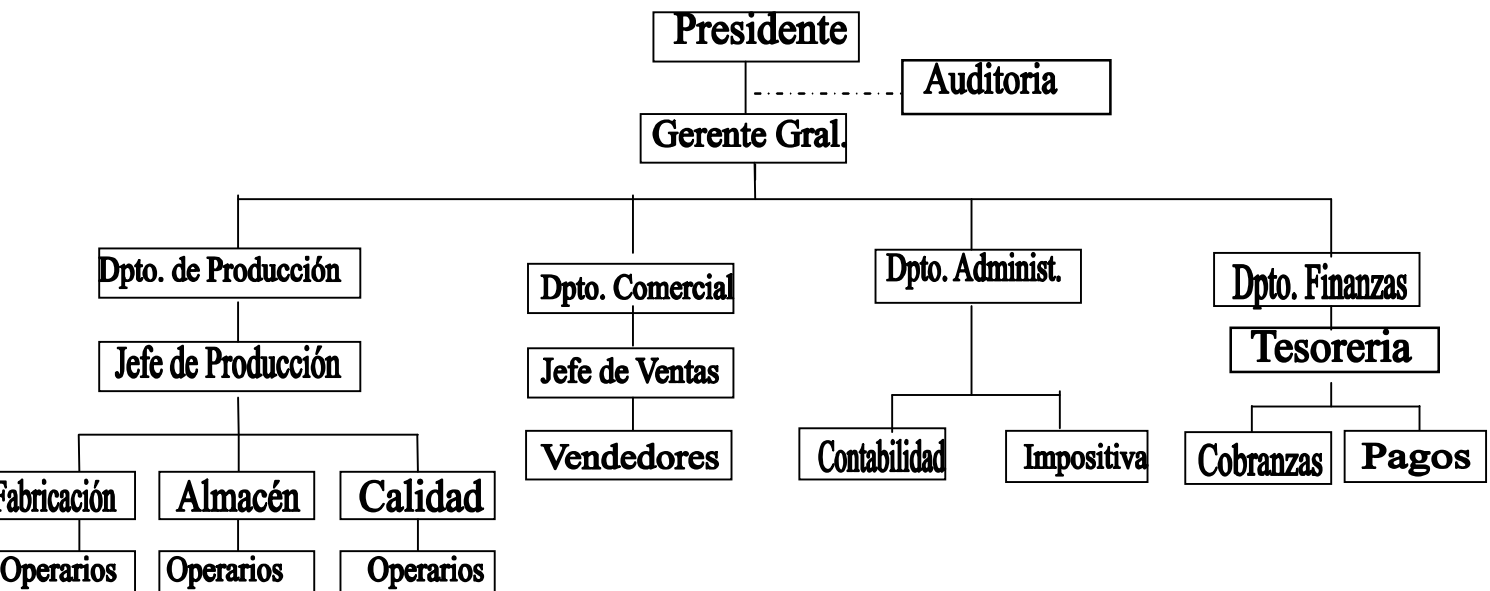 Presidente
Auditoria
Gerente Gral.
Dpto. de Producción
Dpto. Comercial
Dpto. Administ.
Dpto. Finanzas
Jefe de Producción
Jefe de Ventas
Tesoreria
Vendedores
Contabilidad
Impositiva
Cobranzas
Pagos
Fabricación
Almacén
Calidad
Operarios
Operarios
Operarios